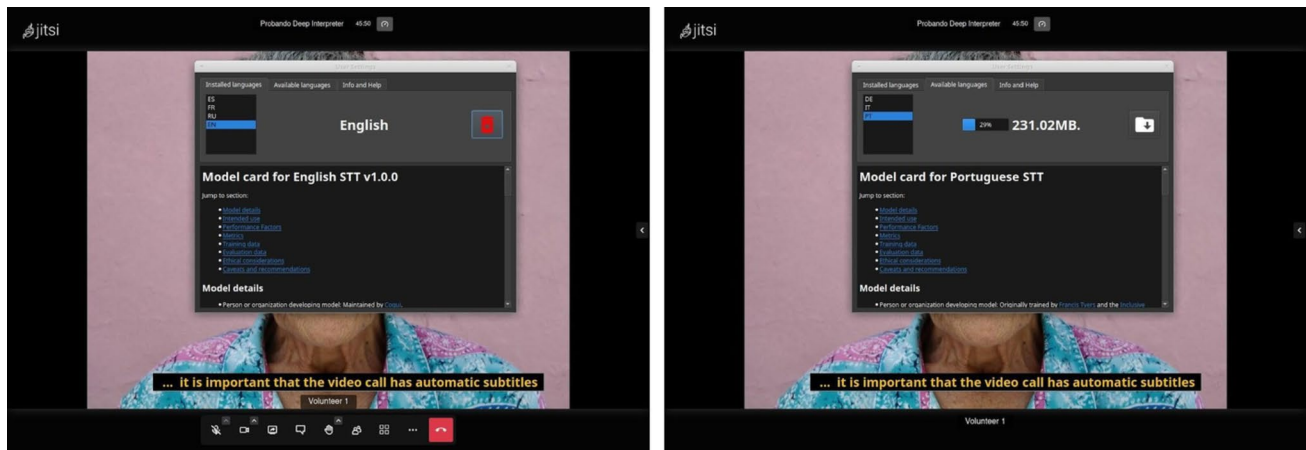 jitsi
Probando Deep Interpreter 45:50
User Settings
Installed languages Available languages Info and Help
ES
FR
RU
EN
English
Model card for English STT v1.0.0
Jump to section:
Model details
Intended use
Performance Factors
Metrics
Training data
Evaluation data
Ethical considerations
Caveats and recommendations
Model details
Person or organization developing model: Maintained by Coqui.
... it is important that the video call has automatic subtitles
Volunteer 1
jitsi
Probando Deep Interpreter 45:50
User Settings
Installed languages Available languages Info and Help
DE
IT
PT
29% 231.02MB.
Model card for Portuguese STT
Jump to section:
Model details
Intended use
Performance Factors
Metrics
Training data
Evaluation data
Ethical considerations
Caveats and recommendations
Model details
Person or organization developing model: Originally trained by Francis Tyers and the Inclusive
... it is important that the video call has automatic subtitles
Volunteer 1